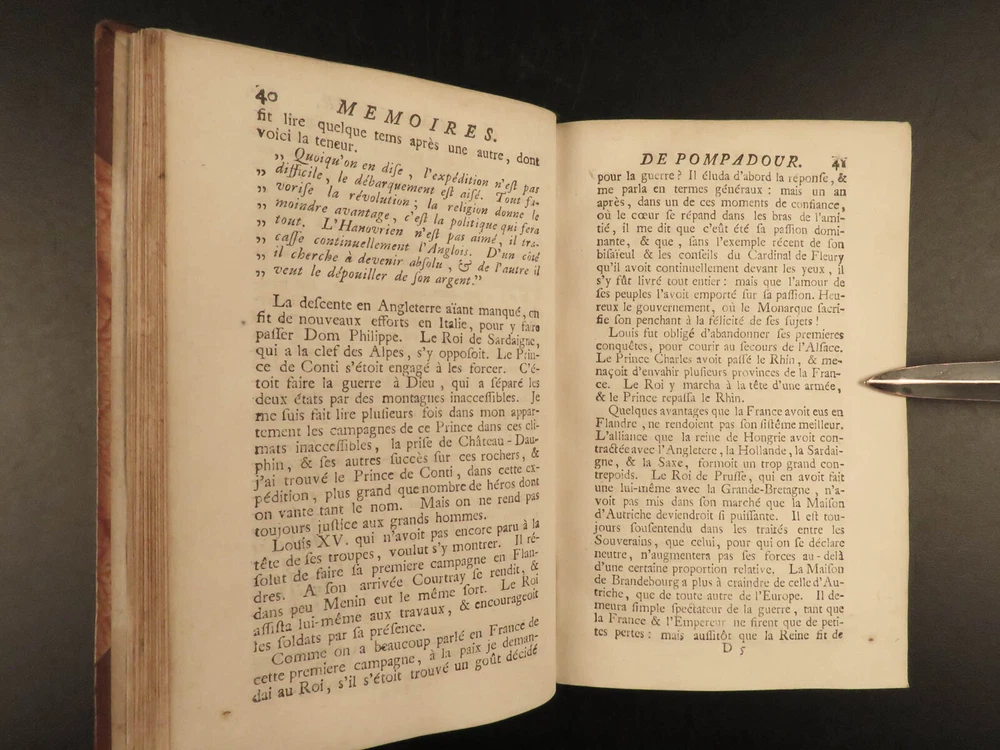 40 MEMOIRES.
fit lire quelque tems après une autre, dont
voici la teneur.
„ Quoiqu'on en diſe, l'expédition n'eſt pas
„ difficile, le débarquement eſt aiſé. Tout fa-
„ voriſe la révolution; la religion donne le
„ moindre avantage, c'eſt la politique qui fera
„ tout. L'Hanovrien n'eſt pas aimé, il tra-
„ caſſe continuellement l'Anglois. D'un côté
„ il cherche à devenir abſolu, & de l'autre il
„ veut le dépouiller de ſon argent."
La deſcente en Angleterre aïant manqué, on
fit de nouveaux efforts en Italie, pour y faire
paſſer Dom Philippe. Le Roi de Sardaigne,
qui a la clef des Alpes, s'y oppoſoit. Le Prin-
ce de Conti s'étoit engagé à les forcer. C'é-
toit faire la guerre à Dieu, qui a ſéparé les
deux états par des montagnes inacceſſibles. Je
me ſuis fait lire pluſieurs fois dans mon appar-
tement les campagnes de ce Prince dans ces cli-
mats inacceſſibles, la priſe de Château-Dau-
phin, & ſes autres ſuccès ſur ces rochers, &
j'ai trouvé le Prince de Conti, dans cette ex-
pédition, plus grand que nombre de héros dont
on vante tant le nom. Mais on ne rend pas
toujours juſtice aux grands hommes.
Louis XV. qui n'avoit pas encore paru à la
tête de ſes troupes, voulut s'y montrer. Il ré-
ſolut de faire ſa premiere campagne en Flan-
dres. A ſon arrivée Courtray ſe rendit, &
dans peu Menin eut le même ſort. Le Roi
aſſiſta lui-même aux travaux, & encourageoit
les ſoldats par ſa préſence.
Comme on a beaucoup parlé en France de
cette premiere campagne, à la paix je deman-
dai au Roi, s'il s'étoit trouvé un goût décidé
DE POMPADOUR. 41
pour la guerre? Il éluda d'abord la réponſe, &
me parla en termes généraux: mais un an
après, dans un de ces moments de confiance,
où le cœur ſe répand dans les bras de l'ami-
tié, il me dit que c'eût été ſa paſſion domi-
nante, & que, ſans l'exemple récent de ſon
biſaïeul & les conſeils du Cardinal de Fleury
qu'il avoit continuellement devant les yeux, il
s'y fût livré tout entier: mais que l'amour de
ſes peuples l'avoit emporté ſur ſa paſſion. Heu-
reux le gouvernement, où le Monarque ſacri-
fie ſon penchant à la félicité de ſes ſujets!
Louis fut obligé d'abandonner ſes premieres
conquêtes, pour courir au ſecours de l'Alſace.
Le Prince Charles avoit paſſé le Rhin, & me-
naçoit d'envahir pluſieurs provinces de la Fran-
ce. Le Roi y marcha à la tête d'une armée,
& le Prince repaſſa le Rhin.
Quelques avantages que la France avoit eus en
Flandre, ne rendoient pas ſon ſiſtême meilleur.
L'alliance que la reine de Hongrie avoit con-
tractée avec l'Angletere, la Hollande, la Sardai-
gne, & la Saxe, formoit un trop grand con-
trepoids. Le Roi de Pruſſe, qui en avoit fait
une lui-même avec la Grande-Bretagne, n'a-
voit pas mis dans ſon marché que la Maiſon
d'Autriche deviendroit ſi puiſſante. Il eſt tou-
jours ſouſentendu dans les traités entre les
Souverains, que celui, pour qui on ſe déclare
neutre, n'augmentera pas ſes forces au-delà
d'une certaine proportion relative. La Maiſon
de Brandebourg a plus à craindre de celle d'Au-
triche, que de toute autre de l'Europe. Il de-
meura ſimple ſpectateur de la guerre, tant que
la France & l'Empereur ne firent que de peti-
tes pertes: mais auſſitôt que la Reine fit de
D 5